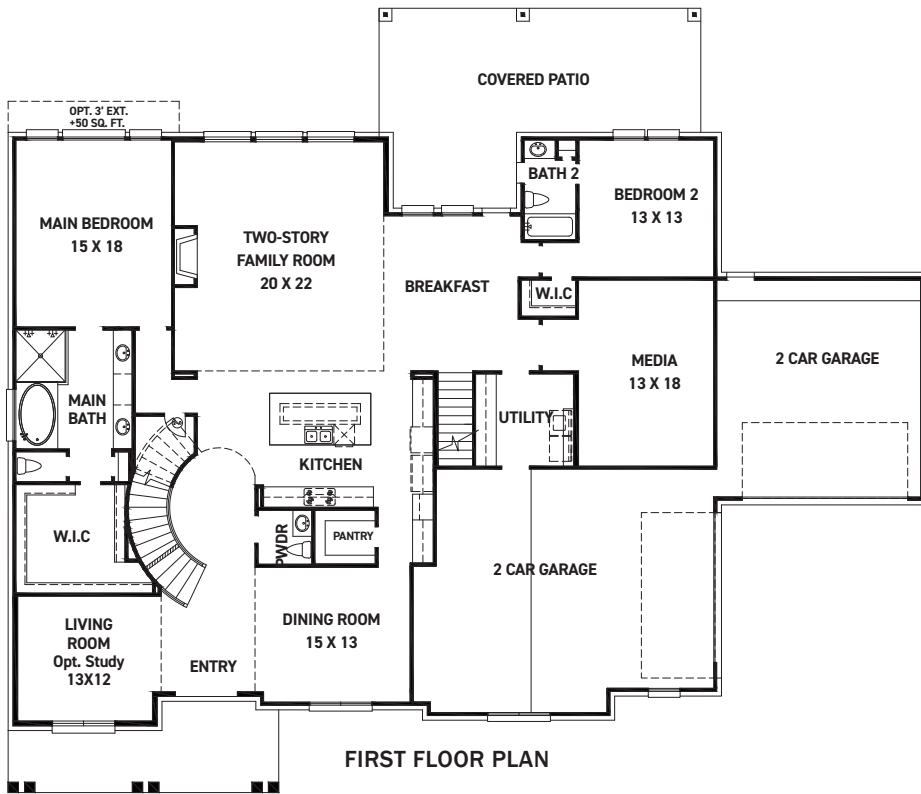 COVERED PATIO
OPT. 3' EXT.
+50 SQ. FT.
BATH 2
BEDROOM 2
13 X 13
MAIN BEDROOM
15 X 18
TWO-STORY
FAMILY ROOM
20 X 22
BREAKFAST
W.I.C
MEDIA
13 X 18
2 CAR GARAGE
MAIN
BATH
UTILITY
KITCHEN
W.I.C
PWDR
PANTRY
2 CAR GARAGE
LIVING
ROOM
Opt. Study
13X12
ENTRY
DINING ROOM
15 X 13
FIRST FLOOR PLAN